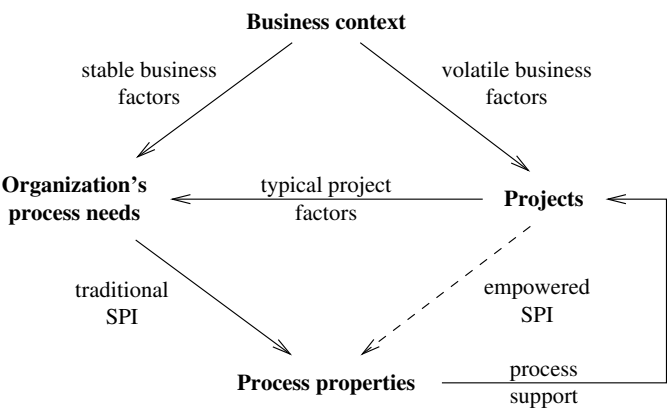 Business context
stable business
factors
volatile business
factors
Organization's
process needs
typical project
factors
Projects
traditional
SPI
empowered
SPI
Process properties
process
support